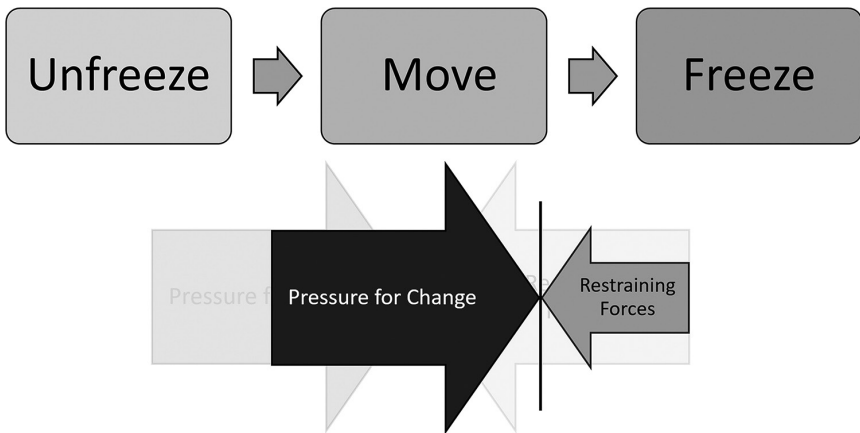 Unfreeze
Move
Freeze
Pressure for Change
Restraining
Forces